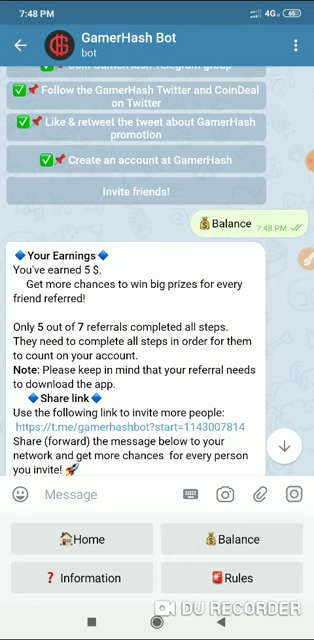 7:48 PM
4G
65
GamerHash Bot
bot
Join GamerHash Telegram group
Follow the GamerHash Twitter and CoinDeal
on Twitter
Like & retweet the tweet about GamerHash
promotion
Create an account at GamerHash
Invite friends!
💰Balance 7:48 PM
🔷Your Earnings🔷
You've earned 5 $.
Get more chances to win big prizes for every
friend referred!
Only 5 out of 7 referrals completed all steps.
They need to complete all steps in order for them
to count on your account.
Note: Please keep in mind that your referral needs
to download the app.
🔷Share link🔷
Use the following link to invite more people:
https://t.me/gamerhashbot?start=1143007814
Share (forward) the message below to your
network and get more chances for every person
you invite! 🚀
Message
🏠Home
💰Balance
❓ Information
🚨Rules
DU RECORDER